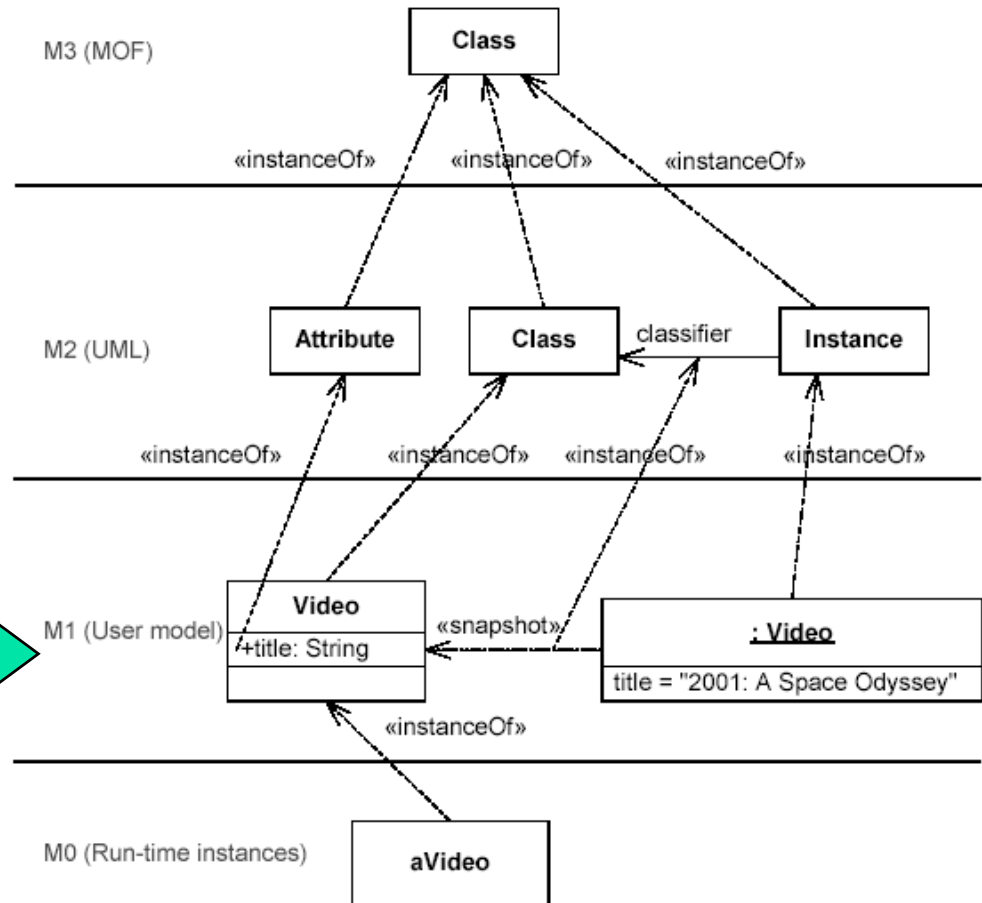 Class
M3 (MOF)
«instanceOf» «instanceOf» «instanceOf»
Attribute Class classifier Instance
M2 (UML)
«instanceOf» «instanceOf» «instanceOf» «instanceOf»
Video
M1 (User model) +title: String «snapshot» : Video
title = "2001: A Space Odyssey"
«instanceOf»
M0 (Run-time instances) aVideo